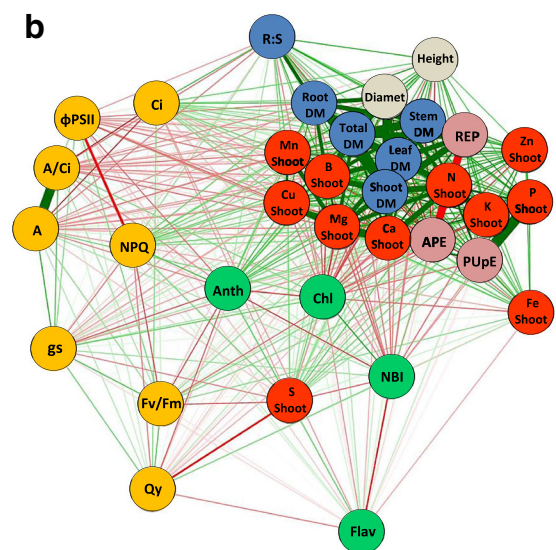 b
R:S
Height
Ci
Root
DM
Diamet
ɸPSII
Total
DM
Stem
DM
REP
Mn
Shoot
Leaf
DM
Zn
Shoot
A/Ci
B
Shoot
N
Shoot
Cu
Shoot
Shoot
DM
K
Shoot
P
Shoot
A
NPQ
Mg
Shoot
Ca
Shoot
APE
PUpE
Anth
Chl
Fe
Shoot
gs
NBI
Fv/Fm
S
Shoot
Qy
Flav